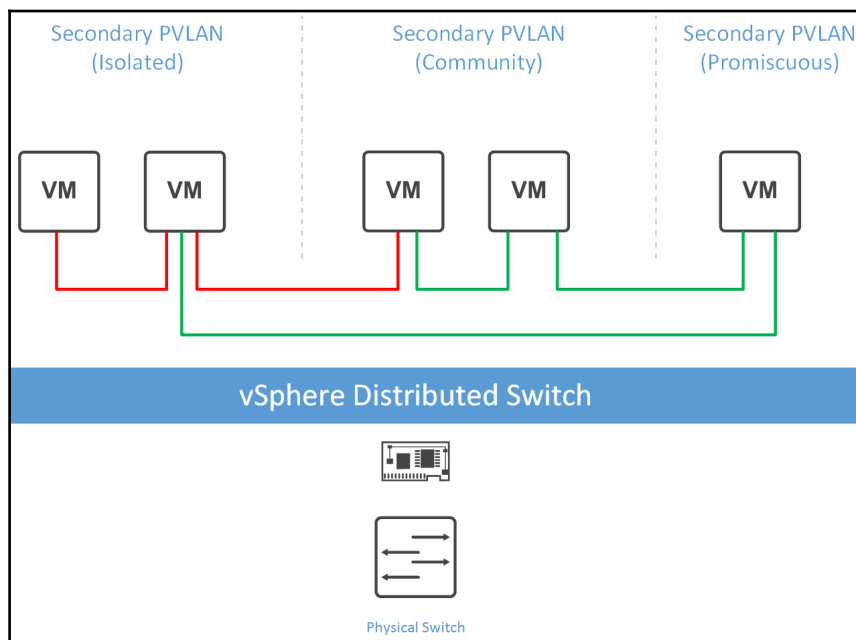 Secondary PVLAN
(Isolated)
Secondary PVLAN
(Community)
Secondary PVLAN
(Promiscuous)
VM
VM
VM
VM
VM
vSphere Distributed Switch
Physical Switch